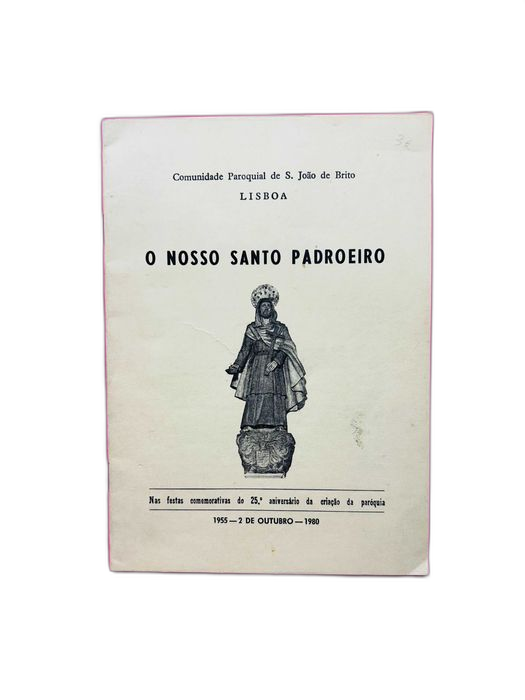 3€
Comunidade Paroquial de S. João de Brito
LISBOA
O NOSSO SANTO PADROEIRO
Nas festas comemorativas do 25.º aniversário da criação da paróquia
1955 — 2 DE OUTUBRO — 1980